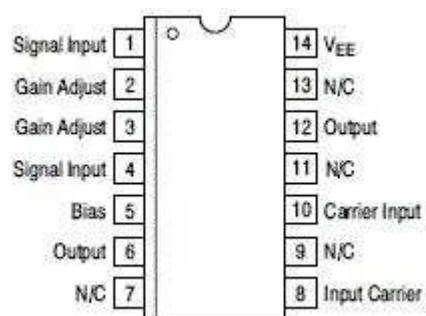 Signal Input 1 14 VEE
Gain Adjust 2 13 N/C
Gain Adjust 3 12 Output
Signal Input 4 11 N/C
Bias 5 10 Carrier Input
Output 6 9 N/C
N/C 7 8 Input Carrier